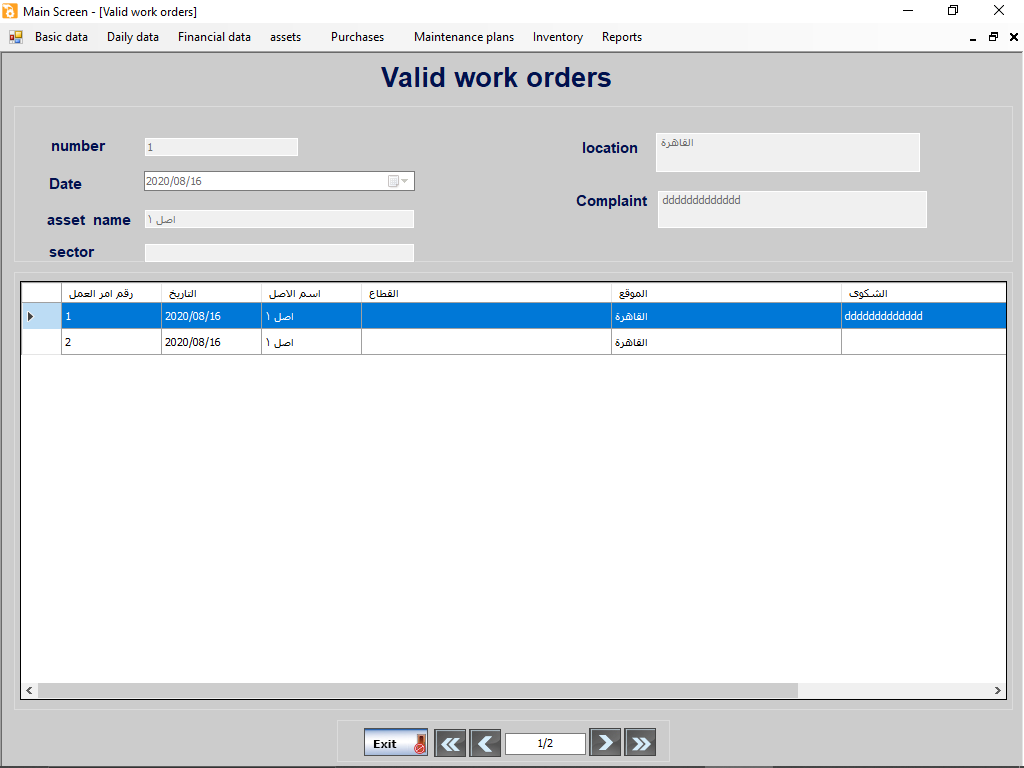 Main Screen - [Valid work orders]
Basic data Daily data Financial data assets Purchases Maintenance plans Inventory Reports
Valid work orders
number 1
location القاهرة
Date 2020/08/16
Complaint ddddddddddddd
asset name اصل ١
sector
رقم امر العمل التاريخ اسم الاصل القطاع الموقع الشكوى
1 2020/08/16 اصل ١ القاهرة ddddddddddddd
2 2020/08/16 اصل ١ القاهرة
Exit 1/2